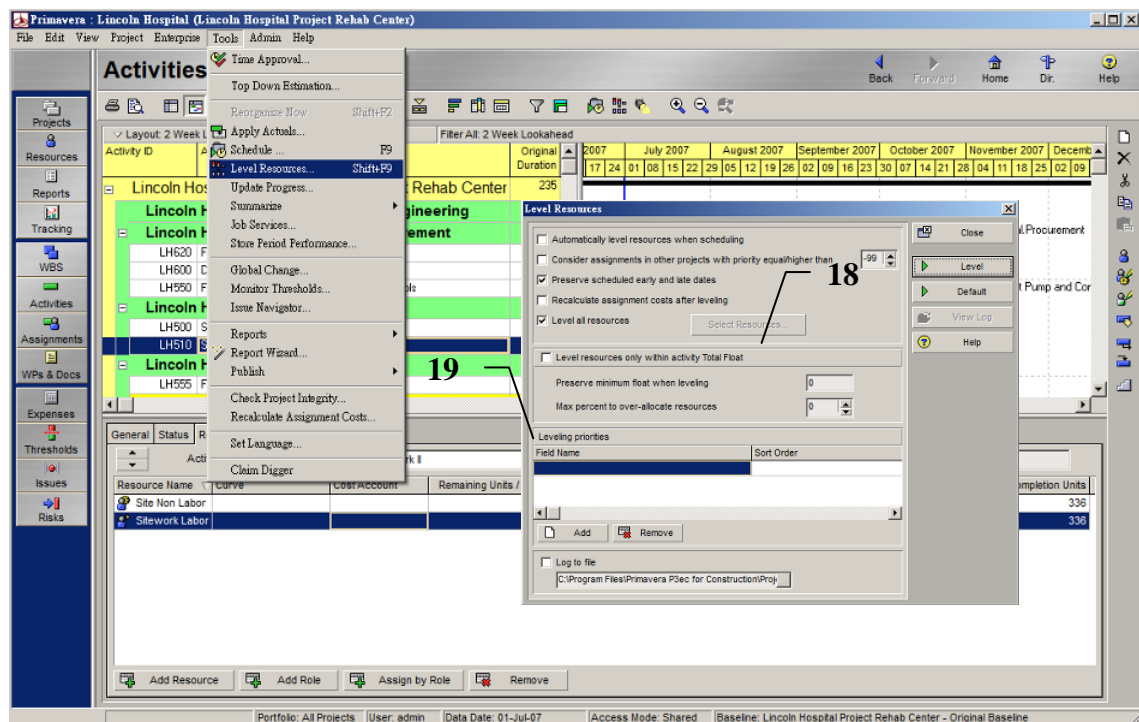 Primavera : Lincoln Hospital (Lincoln Hospital Project Rehab Center)
File Edit View Project Enterprise Tools Admin Help
Activities
Back Forward Home Dir. Help
Time Approval...
Top Down Estimation...
Reorganize Now Shift+F2
Apply Actuals...
Schedule ... F9
Level Resources... Shift+F9
Update Progress...
Summarize
Job Services...
Store Period Performance...
Global Change...
Monitor Thresholds...
Issue Navigator...
Reports
Report Wizard...
Publish
Check Project Integrity...
Recalculate Assignment Costs...
Set Language...
Claim Digger
Projects
Resources
Reports
Tracking
WBS
Activities
Assignments
WPs & Docs
Expenses
Thresholds
Issues
Risks
Layout: 2 Week L Filter All: 2 Week Lookahead
Activity ID A Original Duration
2007 July 2007 August 2007 September 2007 October 2007 November 2007 Decemb
17 24 01 08 15 22 29 05 12 19 26 02 09 16 23 30 07 14 21 28 04 11 18 25 02 09
Lincoln Hos t Rehab Center 235
Lincoln H gineering
Lincoln H ement
LH620 F
LH600 D
LH550 F ols
Lincoln H
LH500 S
LH510 S
Lincoln H
LH555 F
al.Procurement
t Pump and Cor
Level Resources
Automatically level resources when scheduling
Consider assignments in other projects with priority equal/higher than -99
Preserve scheduled early and late dates
Recalculate assignment costs after leveling
Level all resources Select Resources...
Level resources only within activity Total Float
Preserve minimum float when leveling 0
Max percent to over-allocate resources 0
Leveling priorities
Field Name Sort Order
Add Remove
Log to file
C:\Program Files\Primavera P3ec for Construction\Proj
Close
Level
Default
View Log
Help
18
19
General Status R
Acti rk II
Resource Name Curve Cost Account Remaining Units / ompletion Units
Site Non Labor 336
Sitework Labor 336
Add Resource Add Role Assign by Role Remove
Portfolio: All Projects User: admin Data Date: 01-Jul-07 Access Mode: Shared Baseline: Lincoln Hospital Project Rehab Center - Original Baseline